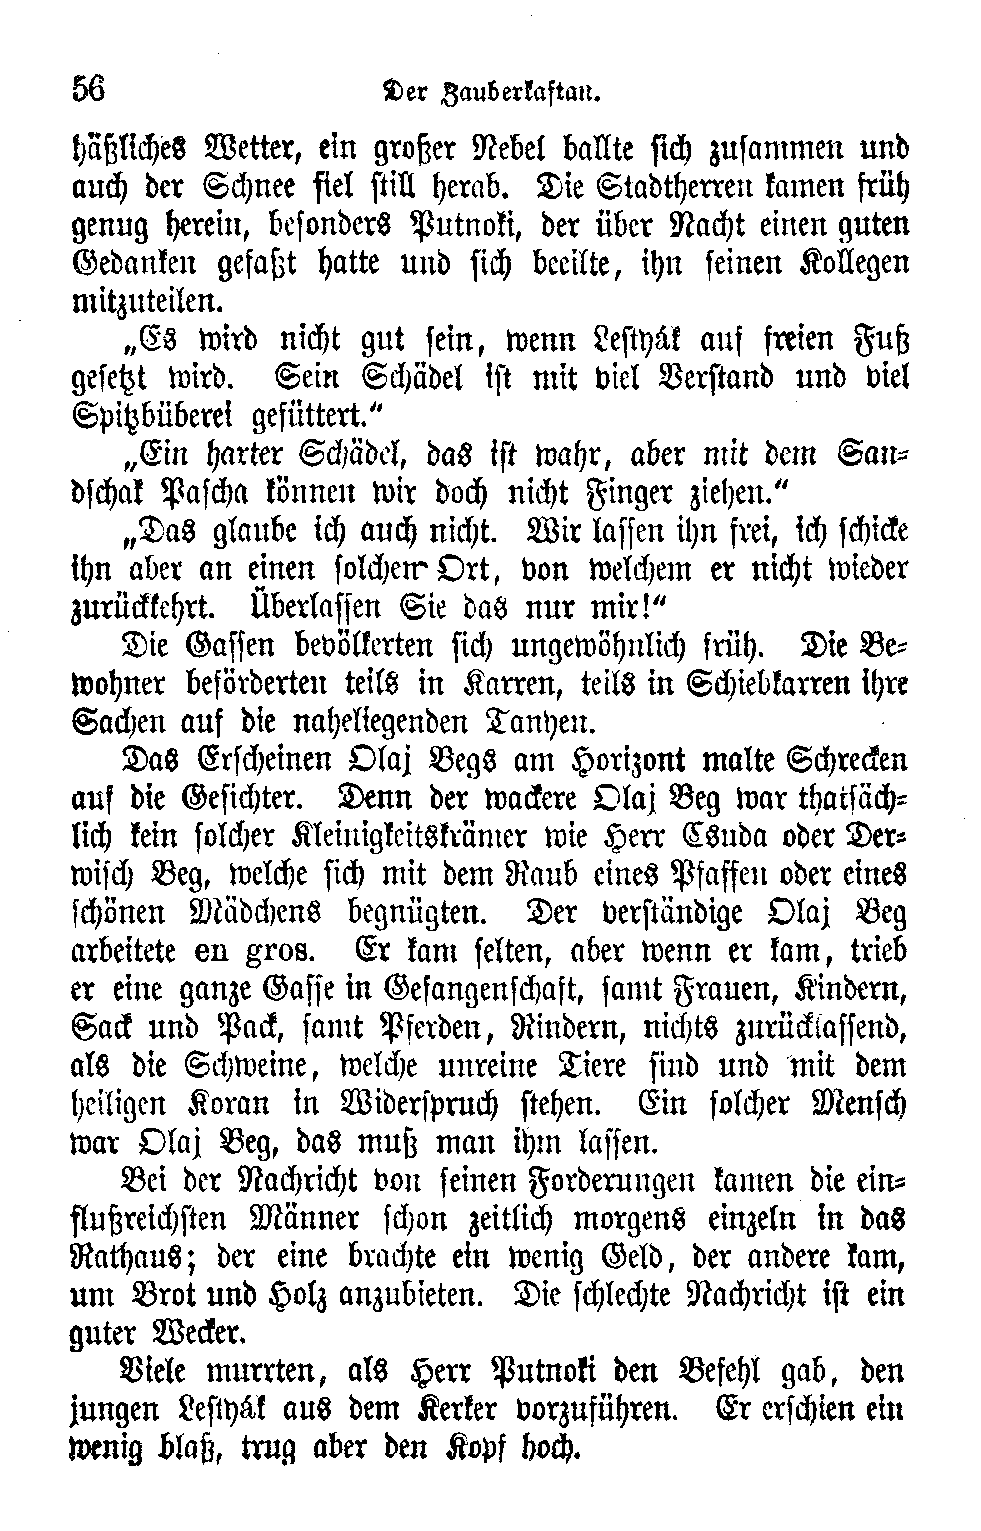 56 Der Zauberkaftan.
häßliches Wetter, ein großer Nebel ballte sich zusammen und
auch der Schnee fiel still herab. Die Stadtherren kamen früh
genug herein, besonders Putnoki, der über Nacht einen guten
Gedanken gefaßt hatte und sich beeilte, ihn seinen Kollegen
mitzuteilen.
„Es wird nicht gut sein, wenn Lestyák auf freien Fuß
gesetzt wird. Sein Schädel ist mit viel Verstand und viel
Spitzbüberei gefüttert.“
„Ein harter Schädel, das ist wahr, aber mit dem San-
dschak Pascha können wir doch nicht Finger ziehen.“
„Das glaube ich auch nicht. Wir lassen ihn frei, ich schicke
ihn aber an einen solchen Ort, von welchem er nicht wieder
zurückkehrt. Überlassen Sie das nur mir!“
Die Gassen bevölkerten sich ungewöhnlich früh. Die Be-
wohner beförderten teils in Karren, teils in Schiebkarren ihre
Sachen auf die naheliegenden Tanyen.
Das Erscheinen Olaj Begs am Horizont malte Schrecken
auf die Gesichter. Denn der wackere Olaj Beg war thatsäch-
lich kein solcher Kleinigkeitskrämer wie Herr Csuda oder Der-
wisch Beg, welche sich mit dem Raub eines Pfaffen oder eines
schönen Mädchens begnügten. Der verständige Olaj Beg
arbeitete en gros. Er kam selten, aber wenn er kam, trieb
er eine ganze Gasse in Gefangenschaft, samt Frauen, Kindern,
Sack und Pack, samt Pferden, Rindern, nichts zurücklassend,
als die Schweine, welche unreine Tiere sind und mit dem
heiligen Koran in Widerspruch stehen. Ein solcher Mensch
war Olaj Beg, das muß man ihm lassen.
Bei der Nachricht von seinen Forderungen kamen die ein-
flußreichsten Männer schon zeitlich morgens einzeln in das
Rathaus; der eine brachte ein wenig Geld, der andere kam,
um Brot und Holz anzubieten. Die schlechte Nachricht ist ein
guter Wecker.
Viele murrten, als Herr Putnoki den Befehl gab, den
jungen Lestyák aus dem Kerker vorzuführen. Er erschien ein
wenig blaß, trug aber den Kopf hoch.